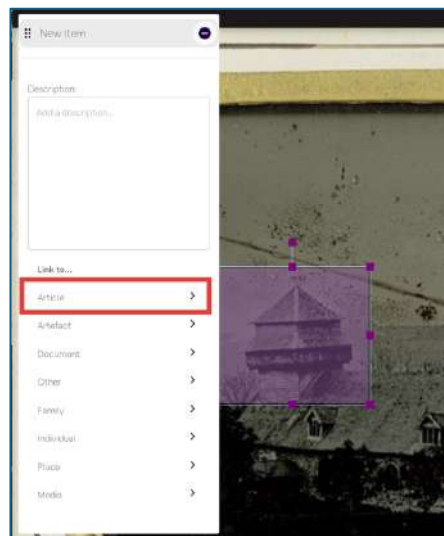 New Item
Description
Add a description...
Link to...
Article
Artefact
Document
Other
Family
Individual
Place
Media